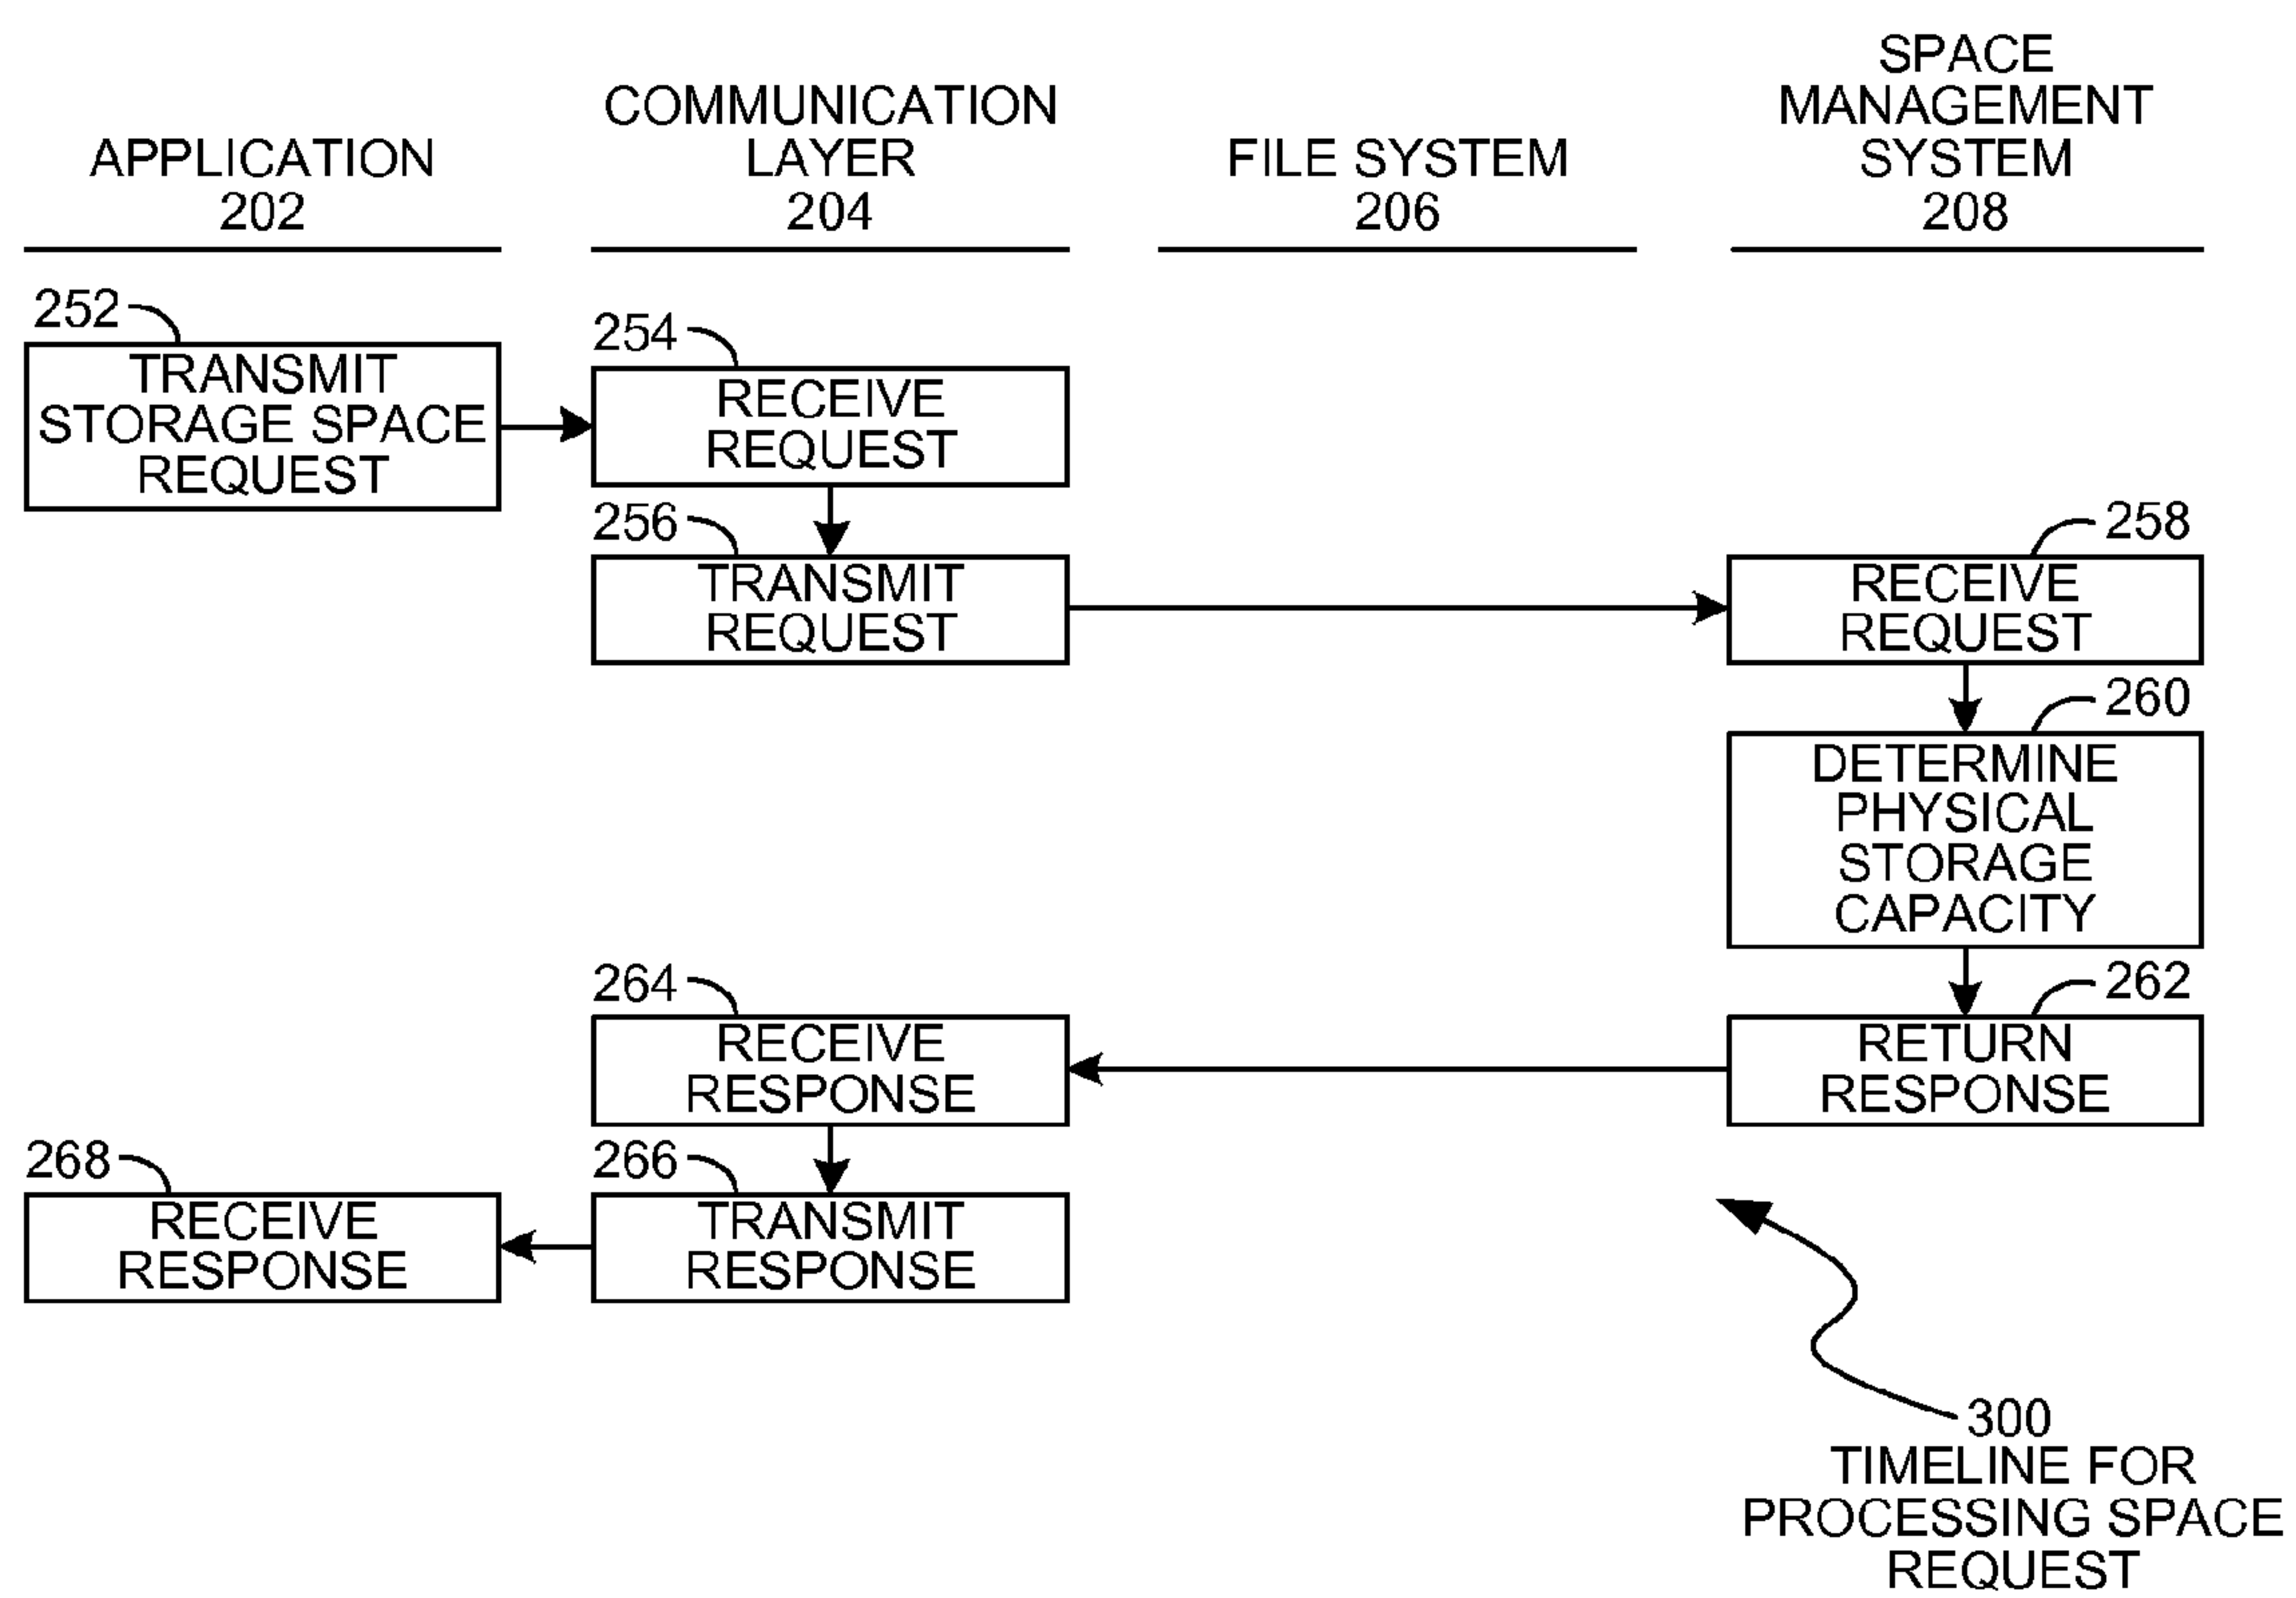 APPLICATION
202
COMMUNICATION
LAYER
204
FILE SYSTEM
206
SPACE
MANAGEMENT
SYSTEM
208
252
TRANSMIT
STORAGE SPACE
REQUEST
254
RECEIVE
REQUEST
256
TRANSMIT
REQUEST
258
RECEIVE
REQUEST
260
DETERMINE
PHYSICAL
STORAGE
CAPACITY
262
RETURN
RESPONSE
264
RECEIVE
RESPONSE
266
TRANSMIT
RESPONSE
268
RECEIVE
RESPONSE
300
TIMELINE FOR
PROCESSING SPACE
REQUEST